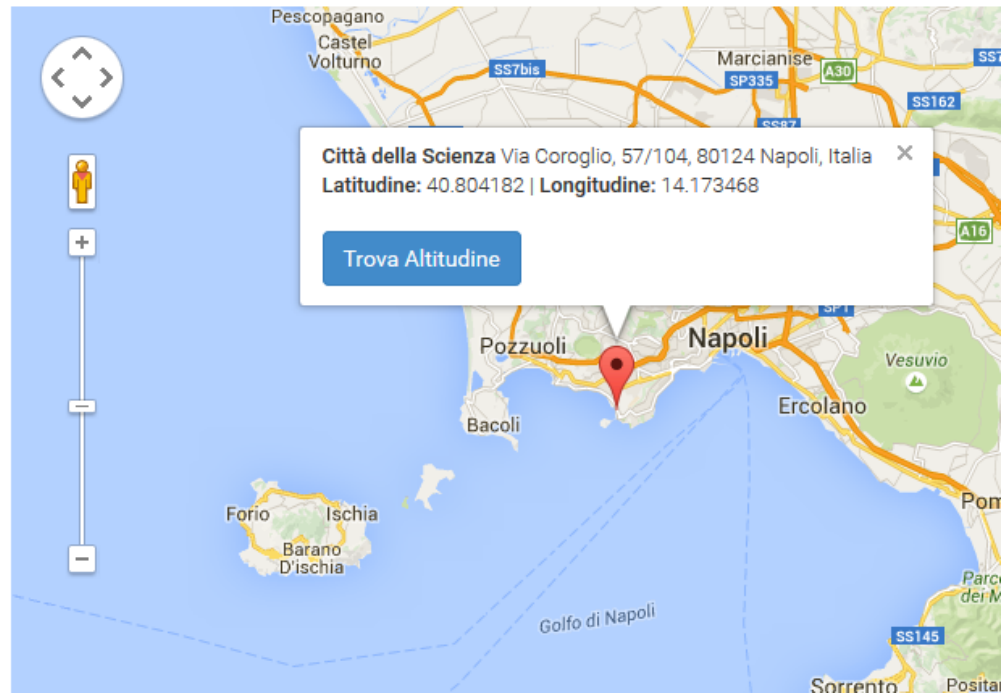 Pescopagano
Castel
Volturno
Marcianise
SS7bis
SP335
A30
SS7
SS162
SS87
Città della Scienza Via Coroglio, 57/104, 80124 Napoli, Italia ×
Latitudine: 40.804182 | Longitudine: 14.173468
A16
Trova Altitudine
SP1
Pozzuoli
Napoli
Vesuvio
Ercolano
Bacoli
Pom
Forio
Ischia
Barano
D'ischia
Parco
dei M
Golfo di Napoli
SS145
Sorrento
Positan